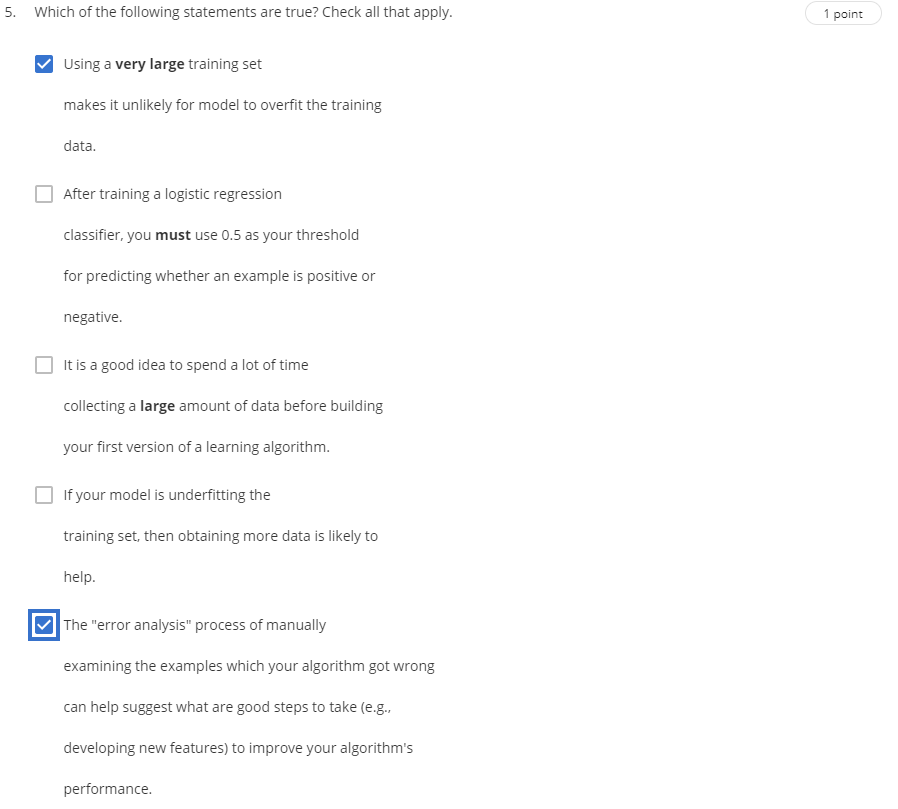 5. Which of the following statements are true? Check all that apply.
1 point
Using a very large training set
makes it unlikely for model to overfit the training
data.
After training a logistic regression
classifier, you must use 0.5 as your threshold
for predicting whether an example is positive or
negative.
It is a good idea to spend a lot of time
collecting a large amount of data before building
your first version of a learning algorithm.
If your model is underfitting the
training set, then obtaining more data is likely to
help.
The "error analysis" process of manually
examining the examples which your algorithm got wrong
can help suggest what are good steps to take (e.g.,
developing new features) to improve your algorithm's
performance.